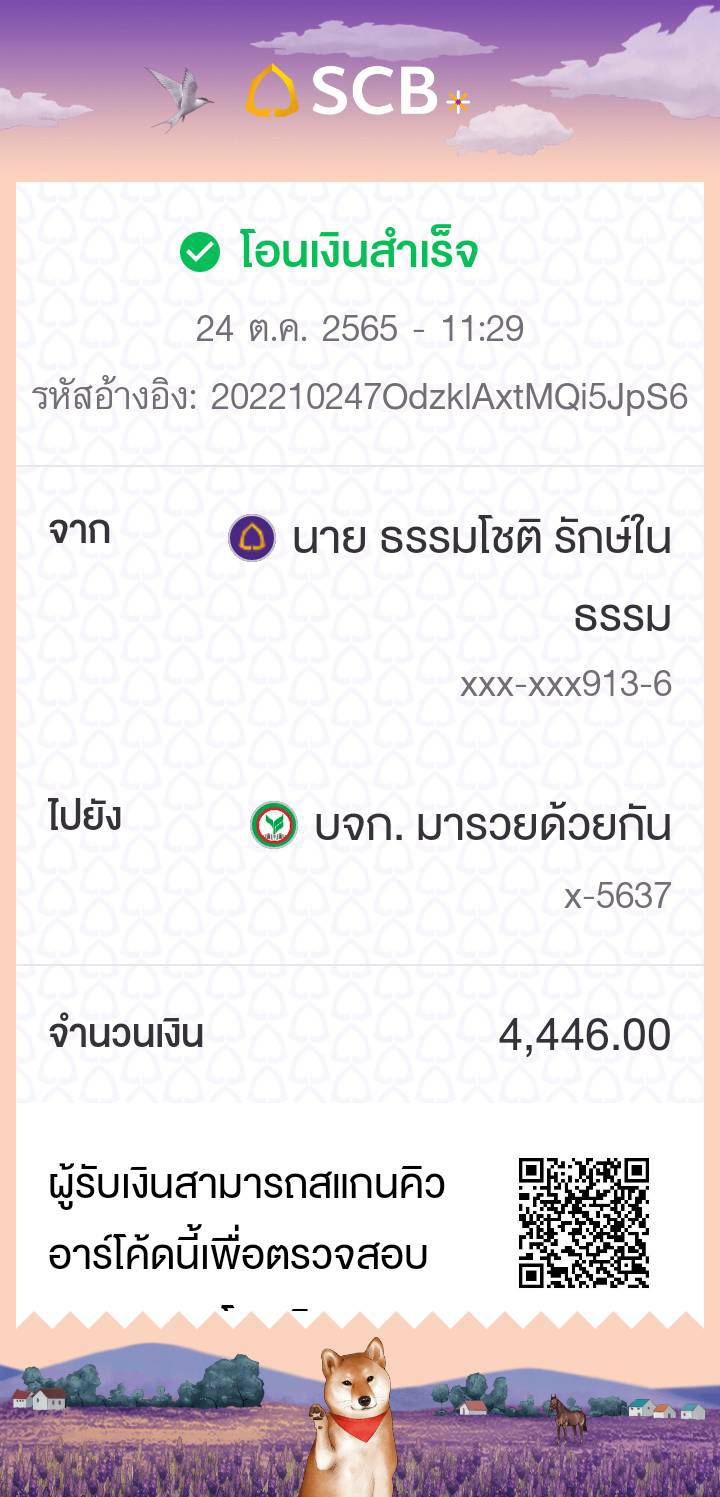 SCB
โอนเงินสำเร็จ
24 ต.ค. 2565 - 11:29
รหัสอ้างอิง: 202210247OdzklAxtMQi5JpS6
จาก นาย ธรรมโชติ รักษ์ใน
ธรรม
xxx-xxx913-6
ไปยัง บจก. มารวยด้วยกัน
x-5637
จำนวนเงิน 4,446.00
ผู้รับเงินสามารถสแกนคิว
อาร์โค้ดนี้เพื่อตรวจสอบ